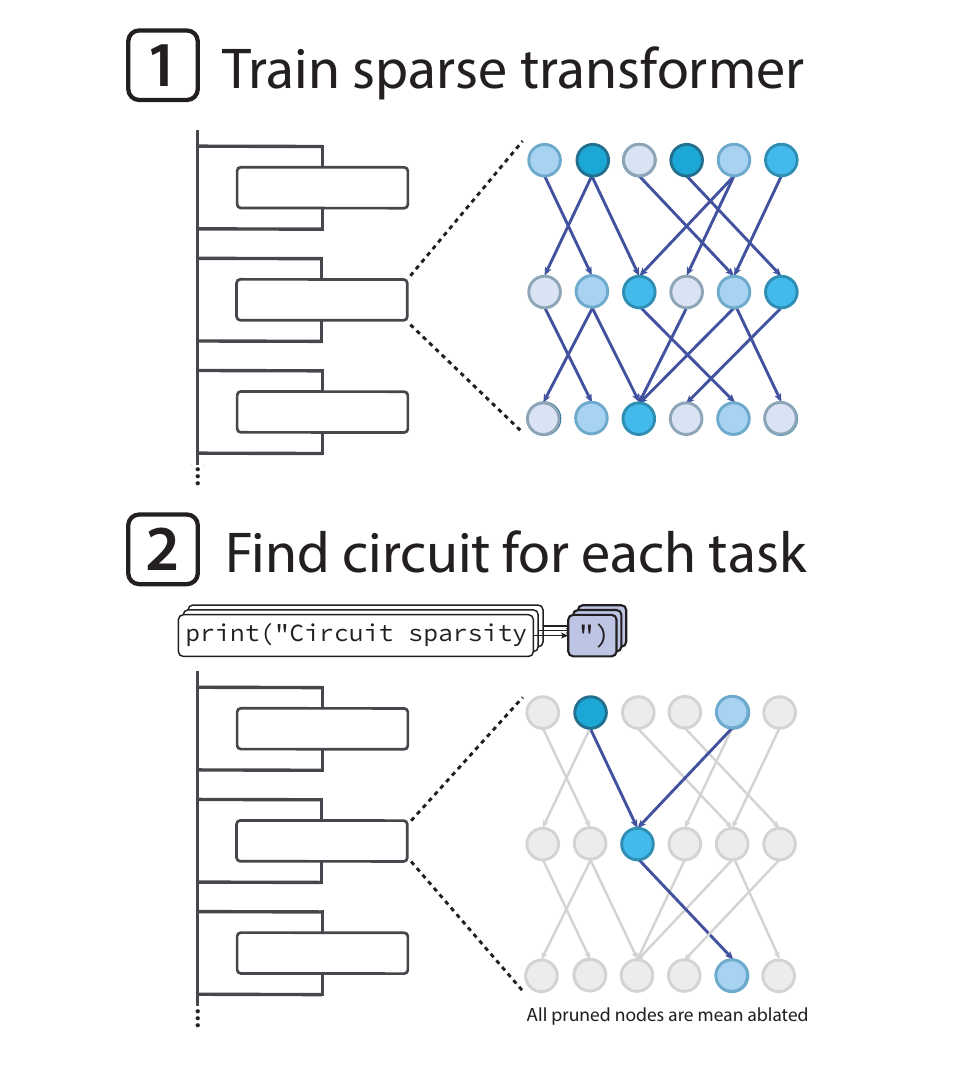 1 Train sparse transformer
2 Find circuit for each task
print("Circuit sparsity ")
All pruned nodes are mean ablated